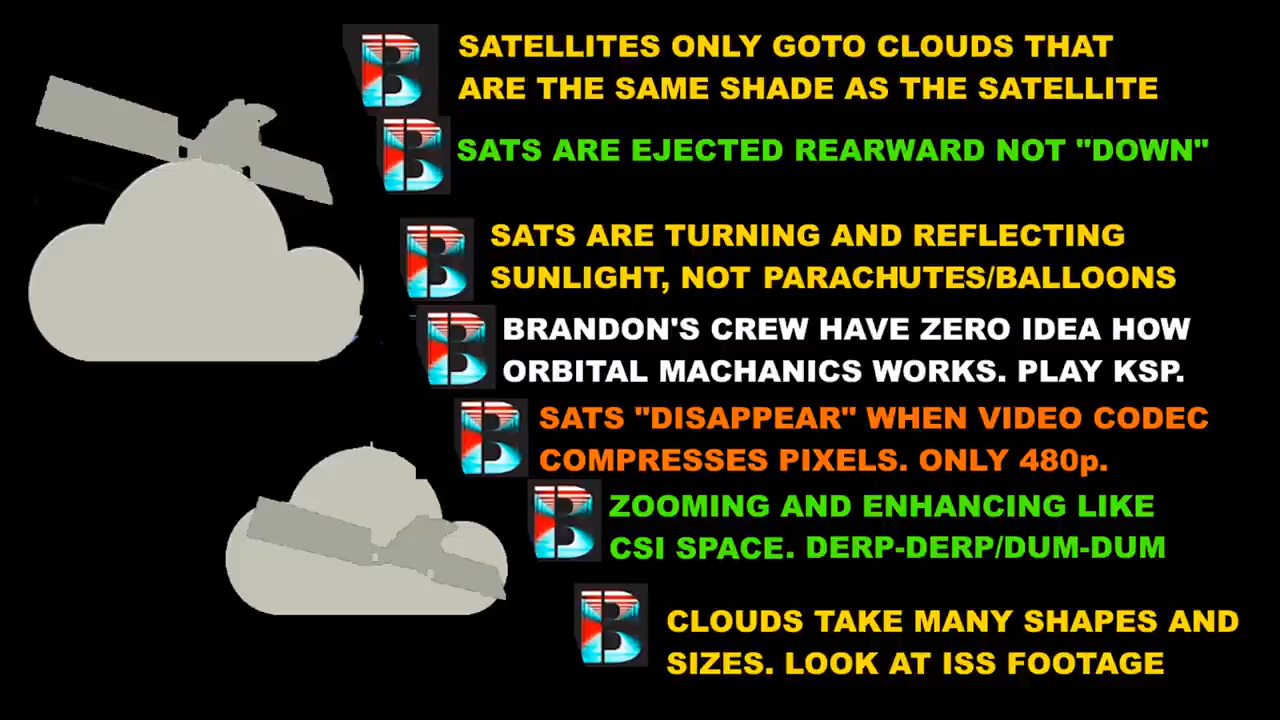 SATELLITES ONLY GOTO CLOUDS THAT
ARE THE SAME SHADE AS THE SATELLITE
SATS ARE EJECTED REARWARD NOT "DOWN"
SATS ARE TURNING AND REFLECTING
SUNLIGHT, NOT PARACHUTES/BALLOONS
BRANDON'S CREW HAVE ZERO IDEA HOW
ORBITAL MACHANICS WORKS. PLAY KSP.
SATS "DISAPPEAR" WHEN VIDEO CODEC
COMPRESSES PIXELS. ONLY 480p.
ZOOMING AND ENHANCING LIKE
CSI SPACE. DERP-DERP/DUM-DUM
CLOUDS TAKE MANY SHAPES AND
SIZES. LOOK AT ISS FOOTAGE